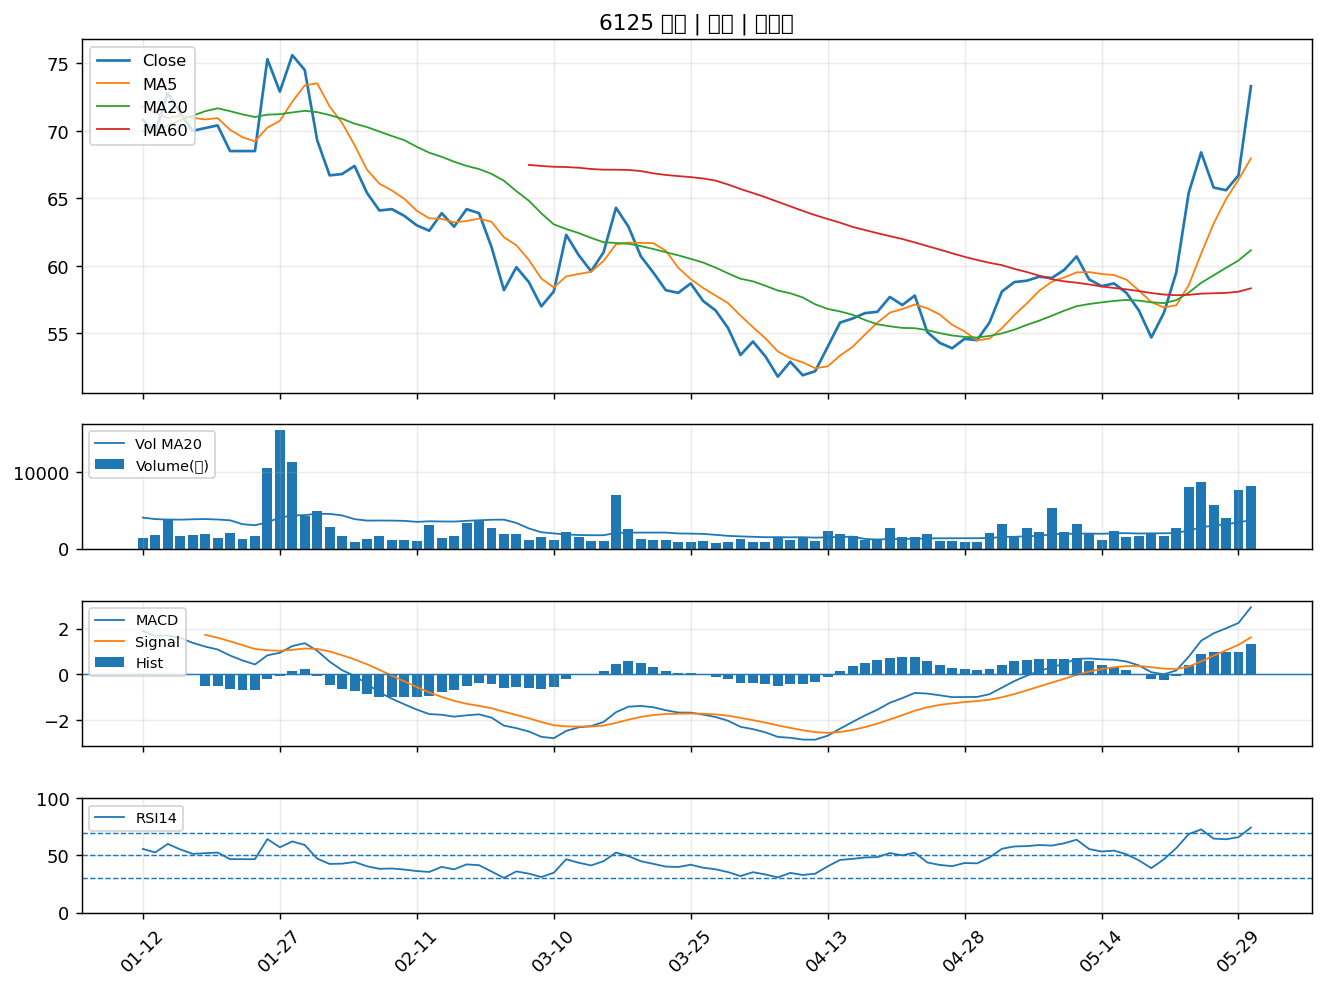 6125 □□ | □□ | □□□
Close
MA5
MA20
MA60
75
70
65
60
55
Vol MA20
Volume(□)
10000
0
MACD
Signal
Hist
2
0
−2
RSI14
100
50
0
01-12
01-27
02-11
03-10
03-25
04-13
04-28
05-14
05-29